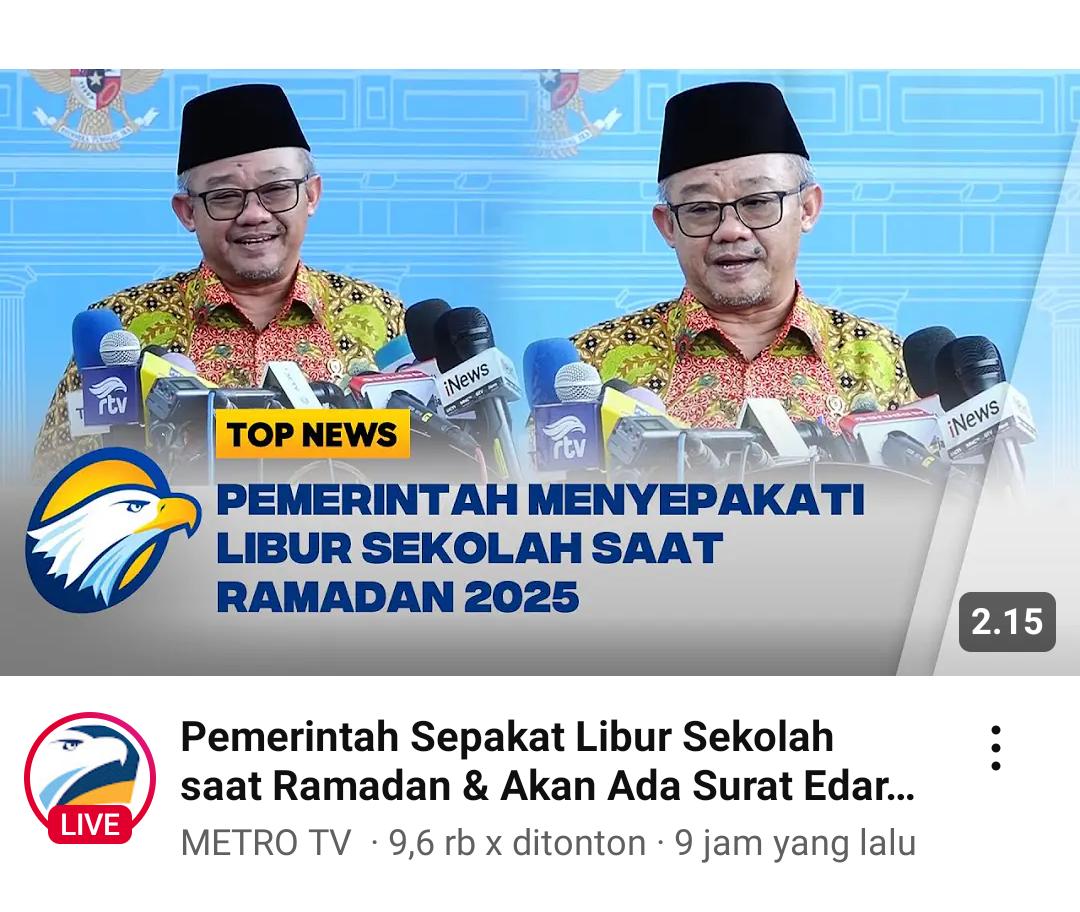 rtv
iNews
rtv
iNews
TOP NEWS
PEMERINTAH MENYEPAKATI
LIBUR SEKOLAH SAAT
RAMADAN 2025
2.15
Pemerintah Sepakat Libur Sekolah
saat Ramadan & Akan Ada Surat Edar...
LIVE
METRO TV · 9,6 rb x ditonton · 9 jam yang lalu